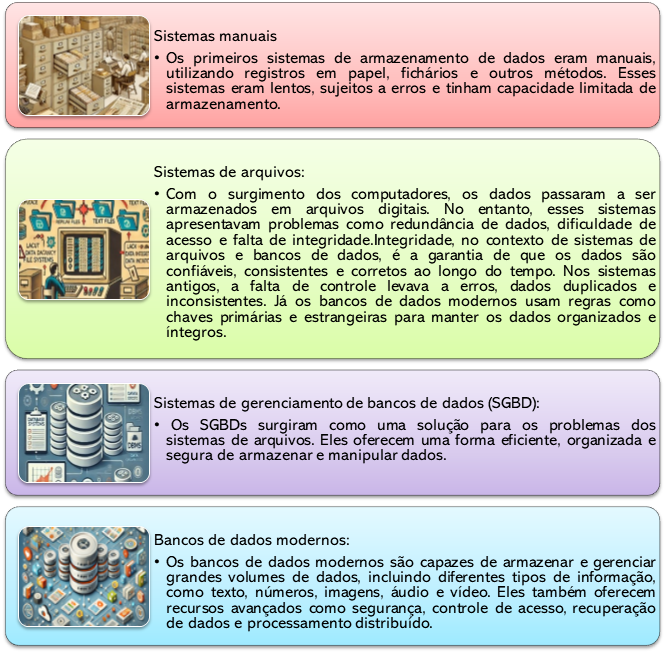 Sistemas manuais
• Os primeiros sistemas de armazenamento de dados eram manuais,
utilizando registros em papel, fichários e outros métodos. Esses
sistemas eram lentos, sujeitos a erros e tinham capacidade limitada de
armazenamento.
Sistemas de arquivos:
• Com o surgimento dos computadores, os dados passaram a ser
armazenados em arquivos digitais. No entanto, esses sistemas
apresentavam problemas como redundância de dados, dificuldade de
acesso e falta de integridade.Integridade, no contexto de sistemas de
arquivos e bancos de dados, é a garantia de que os dados são
confiáveis, consistentes e corretos ao longo do tempo. Nos sistemas
antigos, a falta de controle levava a erros, dados duplicados e
inconsistentes. Já os bancos de dados modernos usam regras como
chaves primárias e estrangeiras para manter os dados organizados e
íntegros.
Sistemas de gerenciamento de bancos de dados (SGBD):
• Os SGBDs surgiram como uma solução para os problemas dos
sistemas de arquivos. Eles oferecem uma forma eficiente, organizada e
segura de armazenar e manipular dados.
Bancos de dados modernos:
• Os bancos de dados modernos são capazes de armazenar e gerenciar
grandes volumes de dados, incluindo diferentes tipos de informação,
como texto, números, imagens, áudio e vídeo. Eles também oferecem
recursos avançados como segurança, controle de acesso, recuperação
de dados e processamento distribuído.